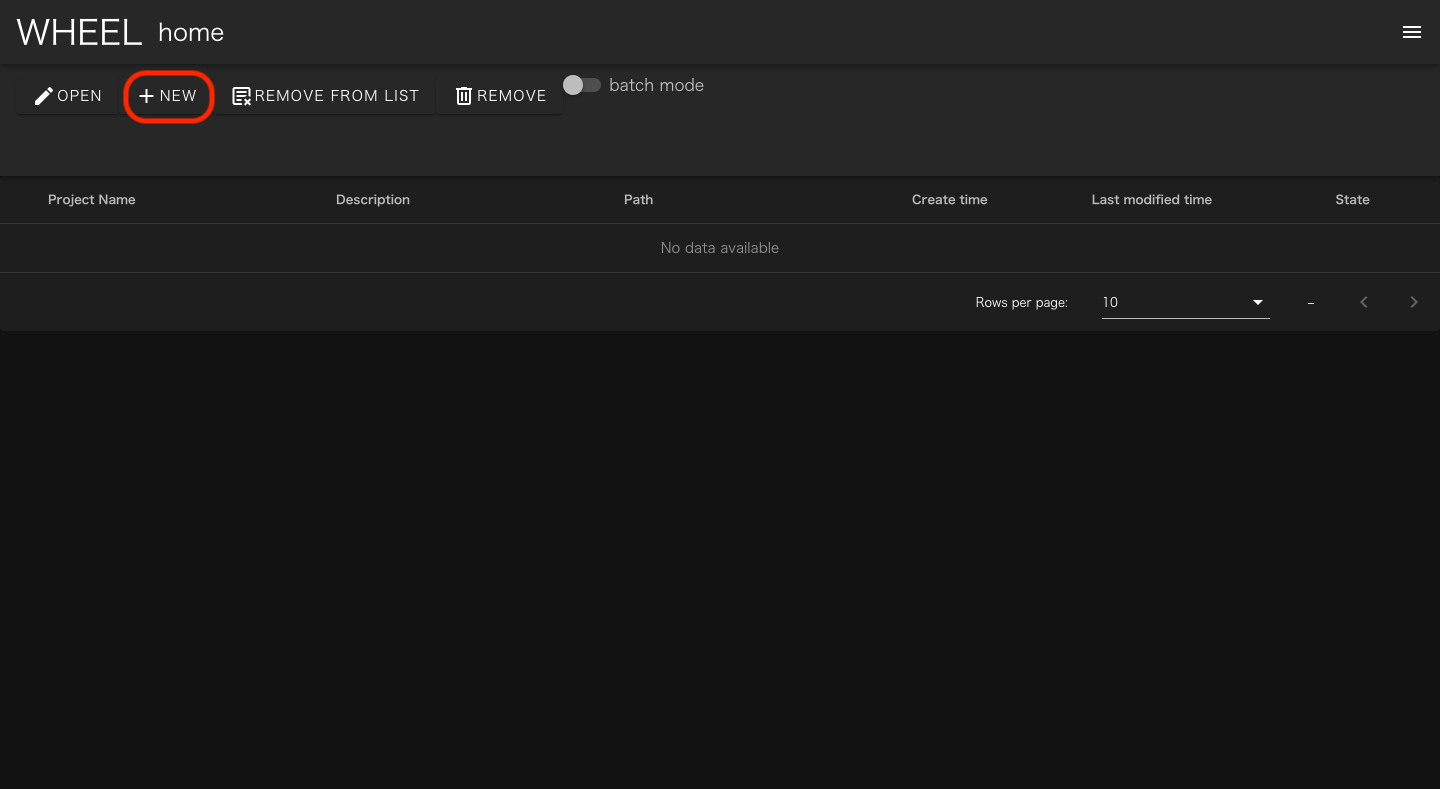 WHEEL home
OPEN NEW REMOVE FROM LIST REMOVE batch mode
Project Name Description Path Create time Last modified time State
No data available
Rows per page: 10 –